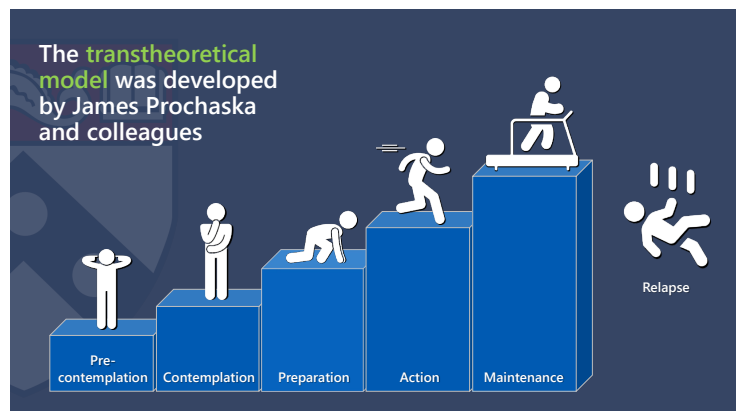 The transtheoretical
model was developed
by James Prochaska
and colleagues
Pre-
contemplation
Contemplation
Preparation
Action
Maintenance
Relapse